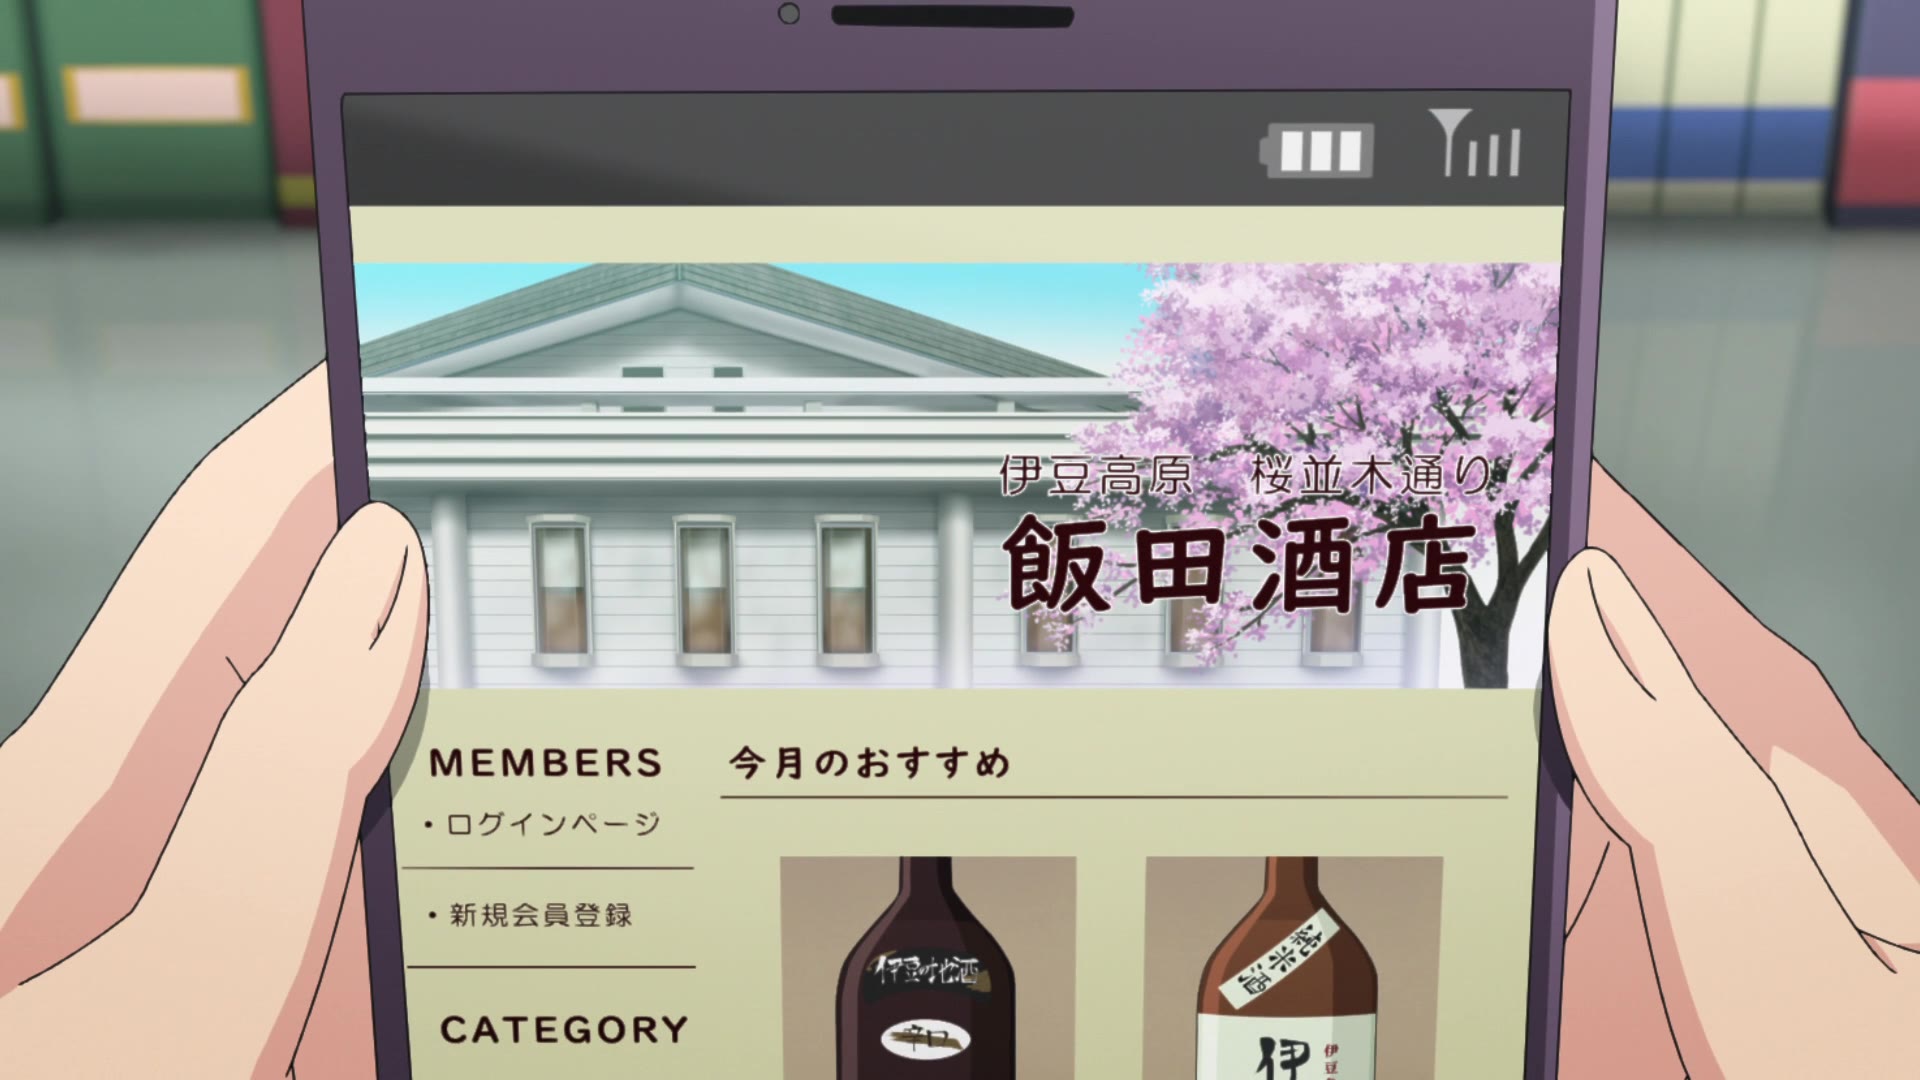 伊豆高原 桜並木通り
飯田酒店
MEMBERS
・ログインページ
・新規会員登録
CATEGORY
今月のおすすめ
伊豆の地酒
辛口
純米酒
伊
伊豆